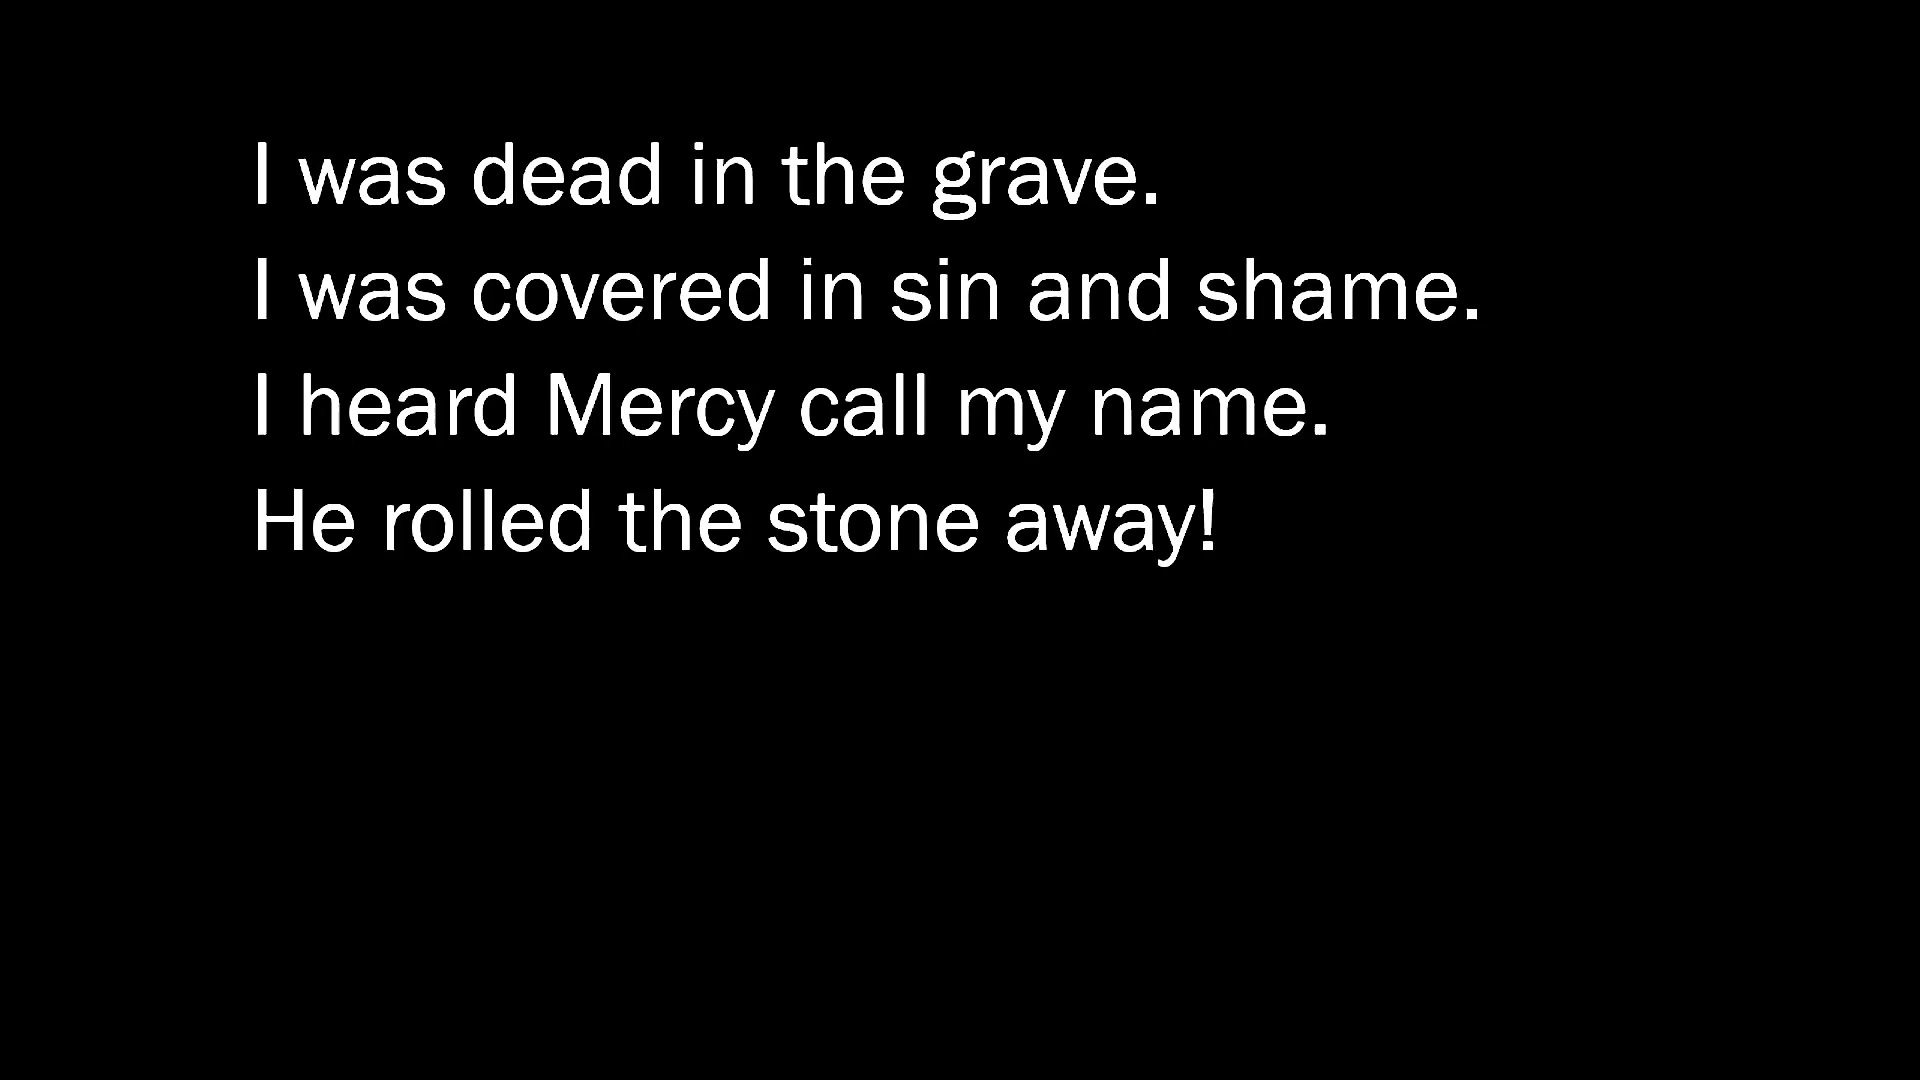 I was dead in the grave.
I was covered in sin and shame.
I heard Mercy call my name.
He rolled the stone away!